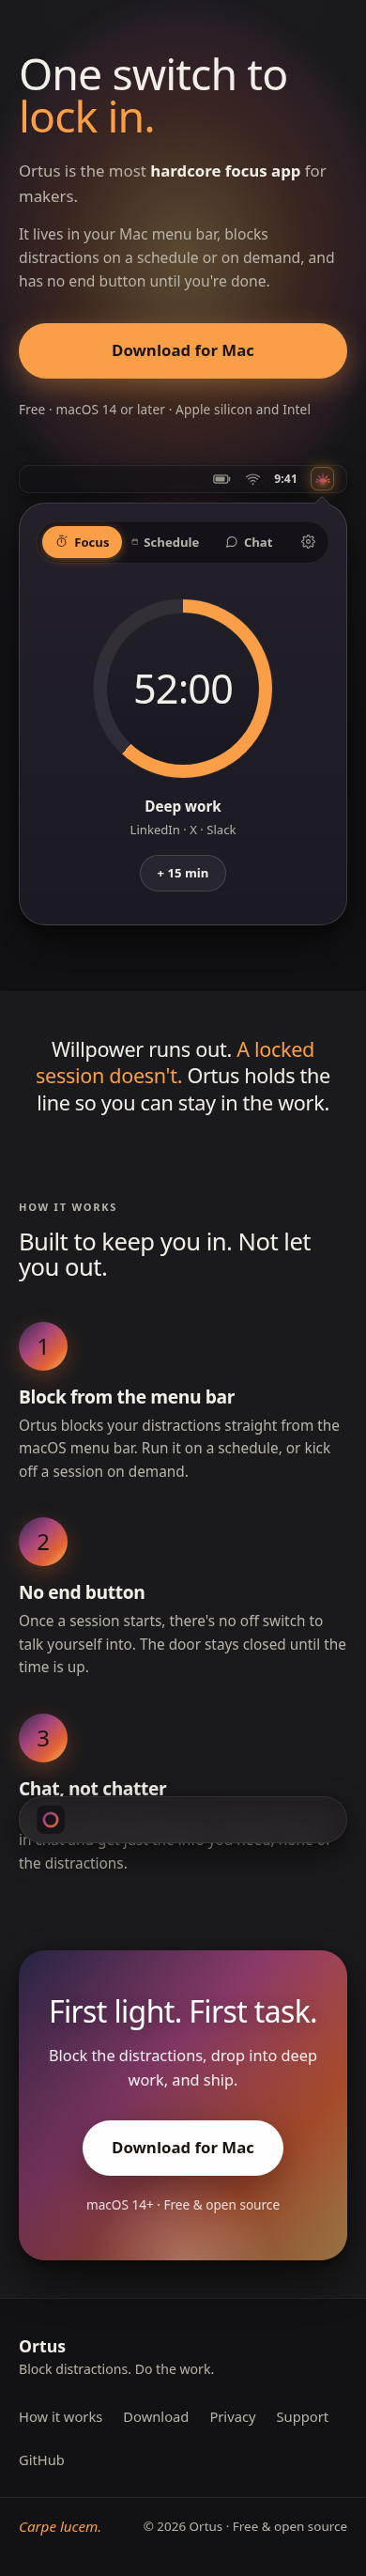 One switch to
lock in.
Ortus is the most hardcore focus app for
makers.
It lives in your Mac menu bar, blocks
distractions on a schedule or on demand, and
has no end button until you're done.
Download for Mac
Free · macOS 14 or later · Apple silicon and Intel
9:41
Focus
Schedule
Chat
52:00
Deep work
LinkedIn · X · Slack
+ 15 min
Willpower runs out. A locked
session doesn't. Ortus holds the
line so you can stay in the work.
HOW IT WORKS
Built to keep you in. Not let
you out.
1
Block from the menu bar
Ortus blocks your distractions straight from the
macOS menu bar. Run it on a schedule, or kick
off a session on demand.
2
No end button
Once a session starts, there's no off switch to
talk yourself into. The door stays closed until the
time is up.
3
Chat, not chatter
the distractions.
First light. First task.
Block the distractions, drop into deep
work, and ship.
Download for Mac
macOS 14+ · Free & open source
Ortus
Block distractions. Do the work.
How it works Download Privacy Support
GitHub
Carpe lucem. © 2026 Ortus · Free & open source